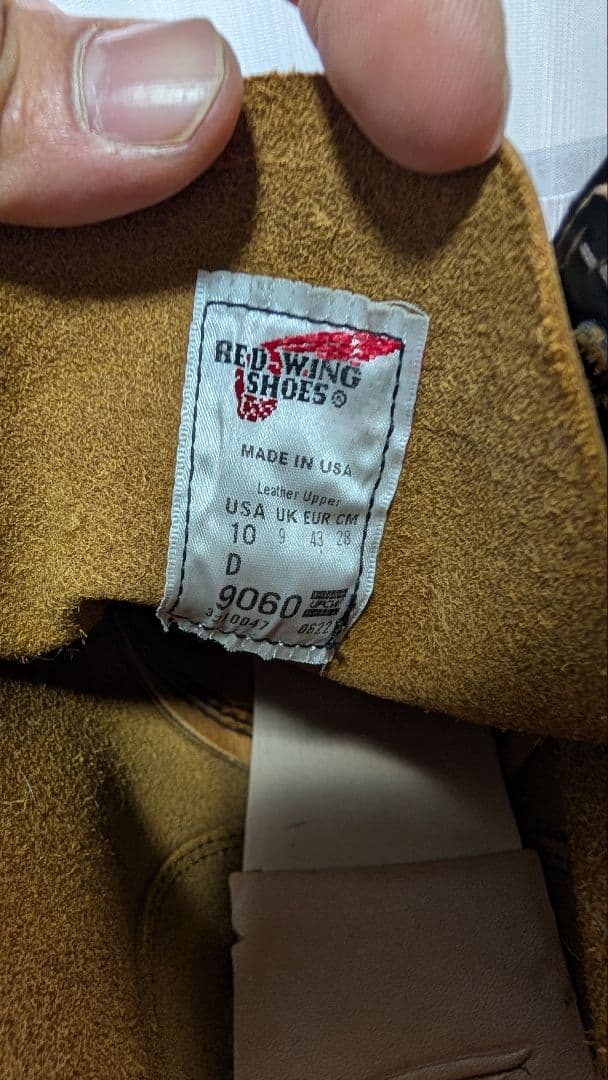 RED WING
SHOES®
MADE IN USA
Leather Upper
USA UK EUR CM
10 9 43 28
D
9060
0622